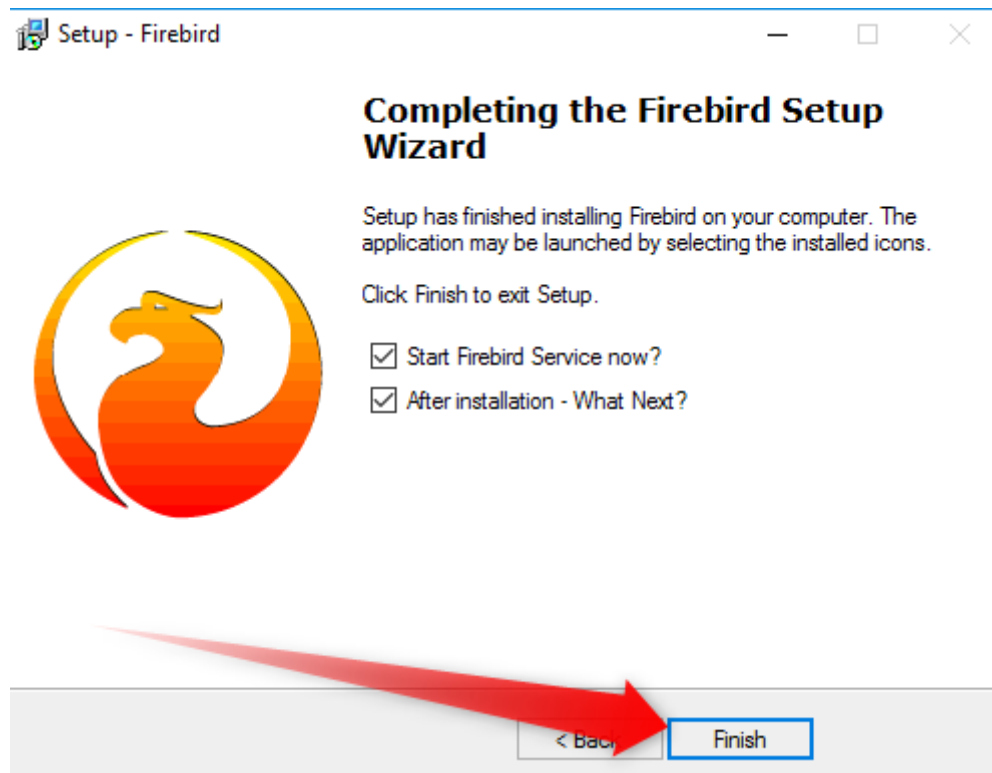 Setup - Firebird
Completing the Firebird Setup
Wizard
Setup has finished installing Firebird on your computer. The
application may be launched by selecting the installed icons.
Click Finish to exit Setup.
Start Firebird Service now?
After installation - What Next?
< Back
Finish